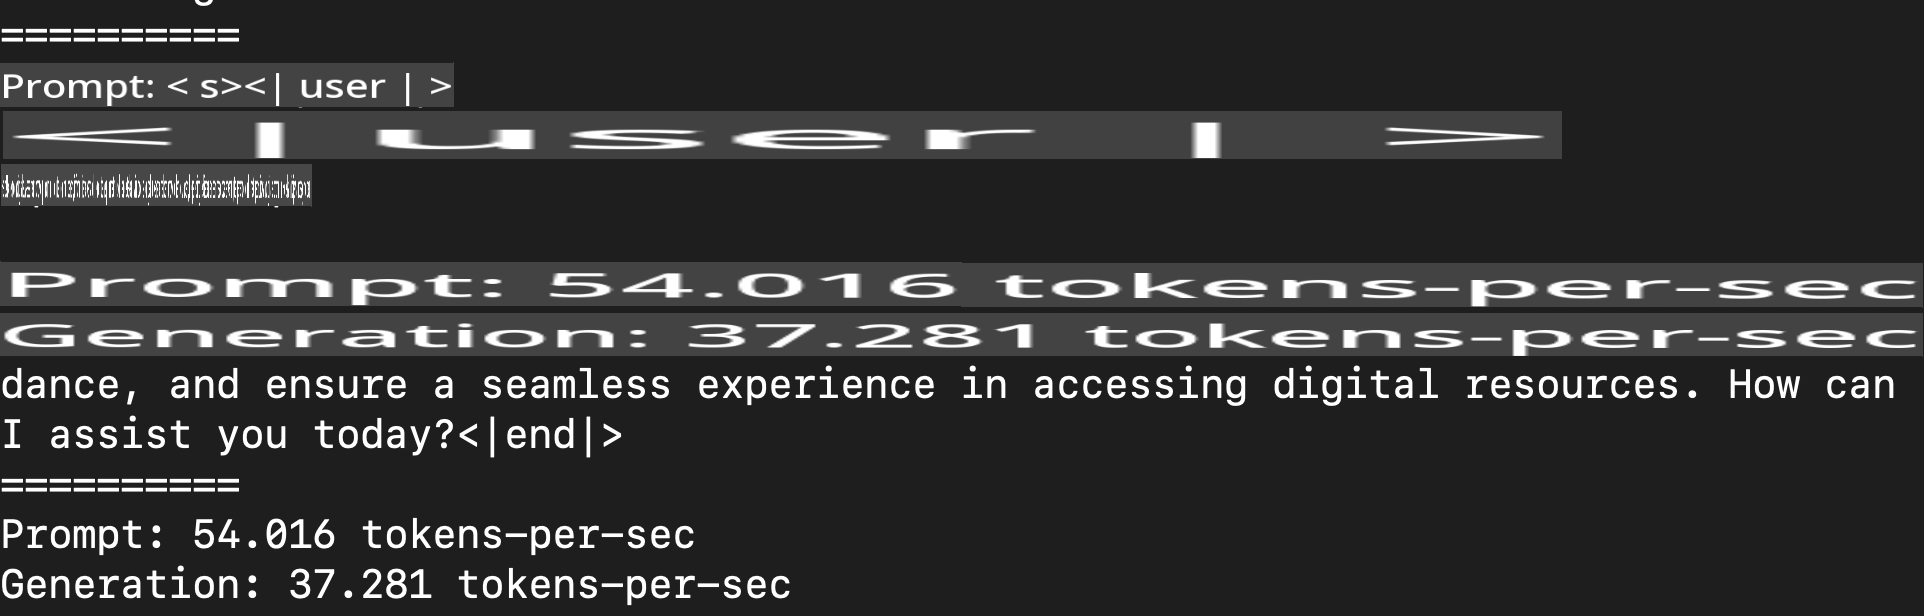 ==========
Prompt: < s><| user | >
< | user | >
Prompt: 54.016 tokens-per-sec
Generation: 37.281 tokens-per-sec
dance, and ensure a seamless experience in accessing digital resources. How can
I assist you today?<|end|>
==========
Prompt: 54.016 tokens-per-sec
Generation: 37.281 tokens-per-sec